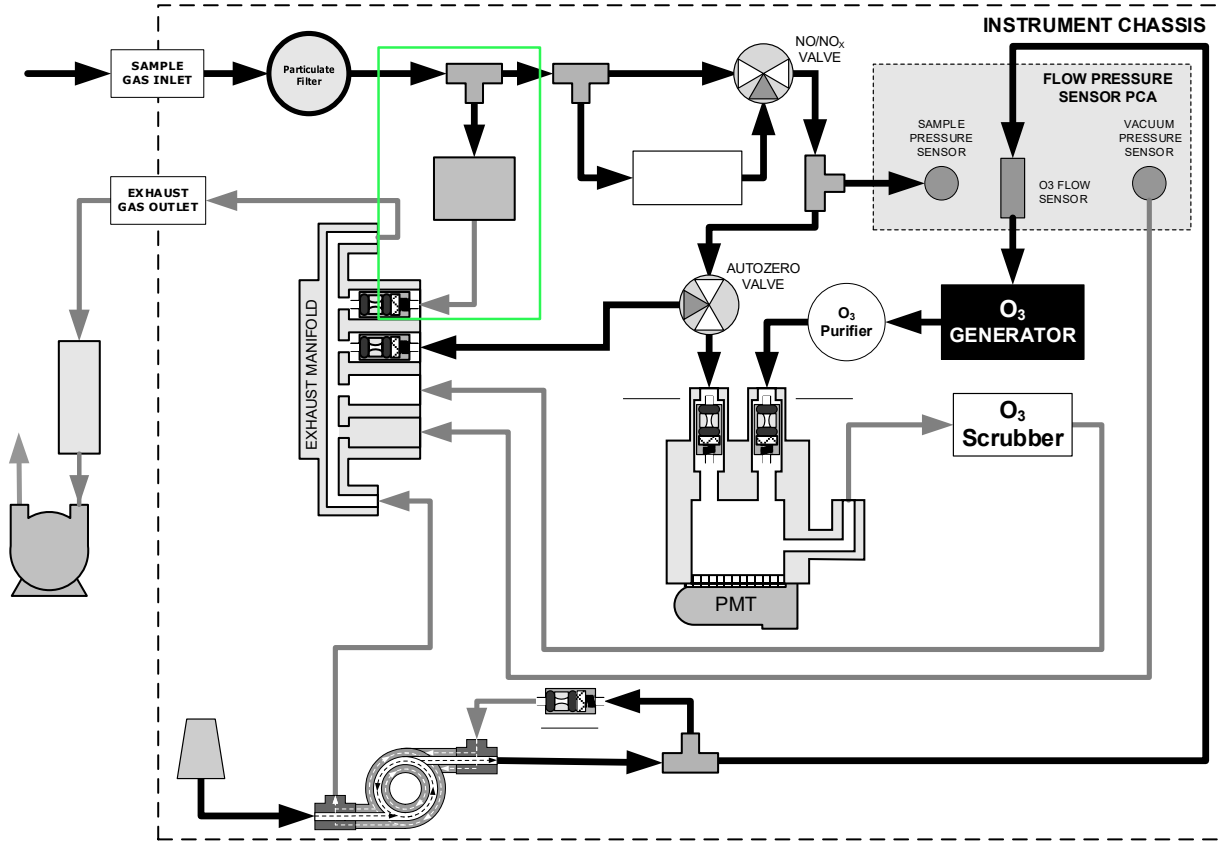 INSTRUMENT CHASSIS
SAMPLE
GAS INLET
Particulate
Filter
NO/NOX
VALVE
FLOW PRESSURE
SENSOR PCA
SAMPLE
PRESSURE
SENSOR
VACUUM
PRESSURE
SENSOR
O3 FLOW
SENSOR
EXHAUST
GAS OUTLET
AUTOZERO
VALVE
EXHAUST MANIFOLD
O3
Purifier
O3
GENERATOR
O3
Scrubber
PMT